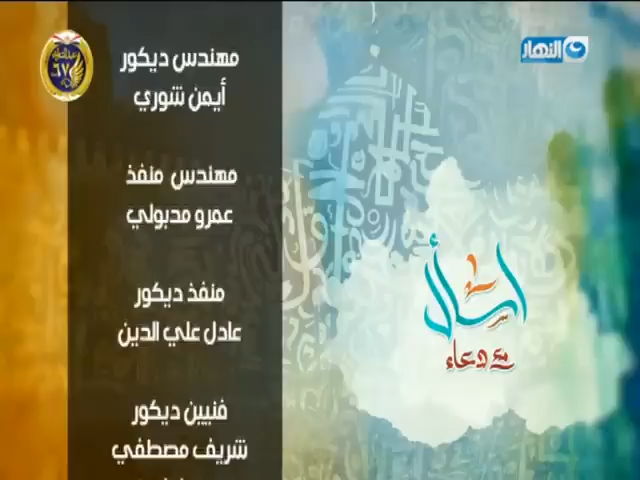 النهار
مهندس ديكور
أيمن شوري
مهندس منفذ
عمرو مدبولي
منفذ ديكور
عادل علي الدين
فنيين ديكور
شريف مصطفي
اسأل
مع دعاء
٦٧